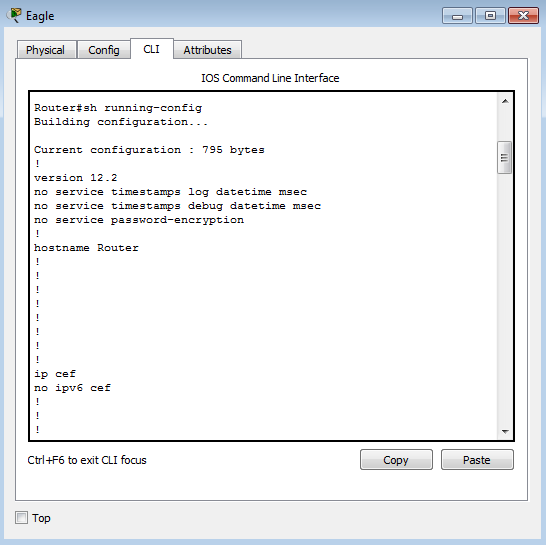 Eagle
Physical Config CLI Attributes
IOS Command Line Interface
Router#sh running-config
Building configuration...
Current configuration : 795 bytes
!
version 12.2
no service timestamps log datetime msec
no service timestamps debug datetime msec
no service password-encryption
!
hostname Router
!
!
!
!
!
!
!
!
ip cef
no ipv6 cef
!
!
!
Ctrl+F6 to exit CLI focus
Copy Paste
Top